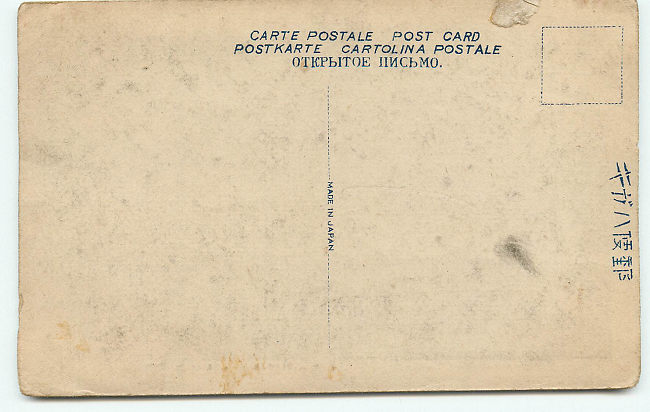 CARTE POSTALE POST CARD
POSTKARTE CARTOLINA POSTALE
ОТКРЫТОЕ ПИСЬМО.
MADE IN JAPAN
郵便ハガキ